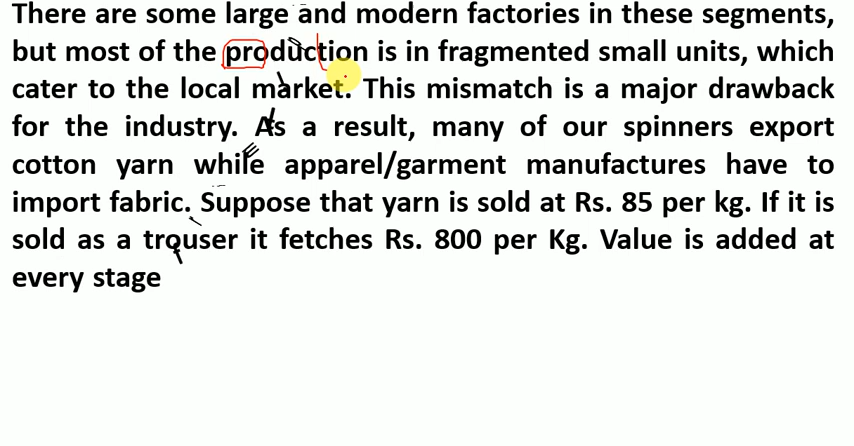 There are some large and modern factories in these segments,
but most of the production is in fragmented small units, which
cater to the local market. This mismatch is a major drawback
for the industry. As a result, many of our spinners export
cotton yarn while apparel/garment manufactures have to
import fabric. Suppose that yarn is sold at Rs. 85 per kg. If it is
sold as a trouser it fetches Rs. 800 per Kg. Value is added at
every stage